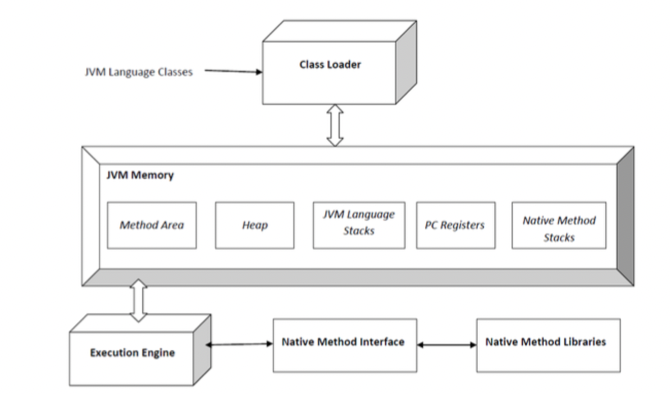 Class Loader
JVM Language Classes
JVM Memory
Method Area
Heap
JVM Language
Stacks
PC Registers
Native Method
Stacks
Execution Engine
Native Method Interface
Native Method Libraries